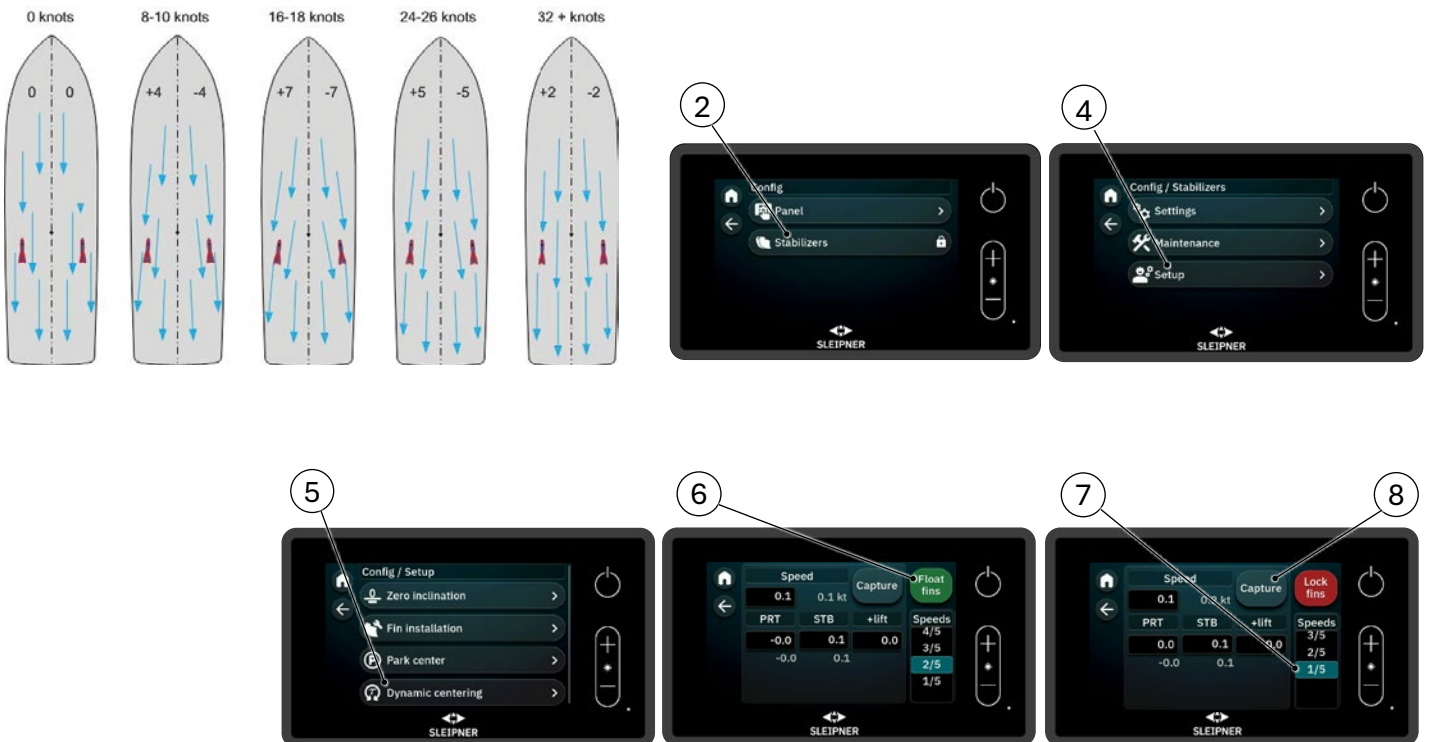 0 knots 8-10 knots 16-18 knots 24-26 knots 32 + knots
0 0 +4 -4 +7 -7 +5 -5 +2 -2
2
Config
Panel
Stabilizers
SLEIPNER
4
Config / Stabilizers
Settings
Maintenance
Setup
SLEIPNER
5
Config / Setup
Zero inclination
Fin installation
Park center
Dynamic centering
SLEIPNER
6
Speed
Capture
Float
fins
0.1 0.1 kt
PRT STB +lift Speeds
-0.0 0.1 0.0
-0.0 0.1
4/5
3/5
2/5
1/5
SLEIPNER
7
8
Speed
Capture
Lock
fins
0.1 kt
PRT STB +lift Speeds
0.0 0.1 0.0
-0.0 0.1
3/5
2/5
1/5
SLEIPNER